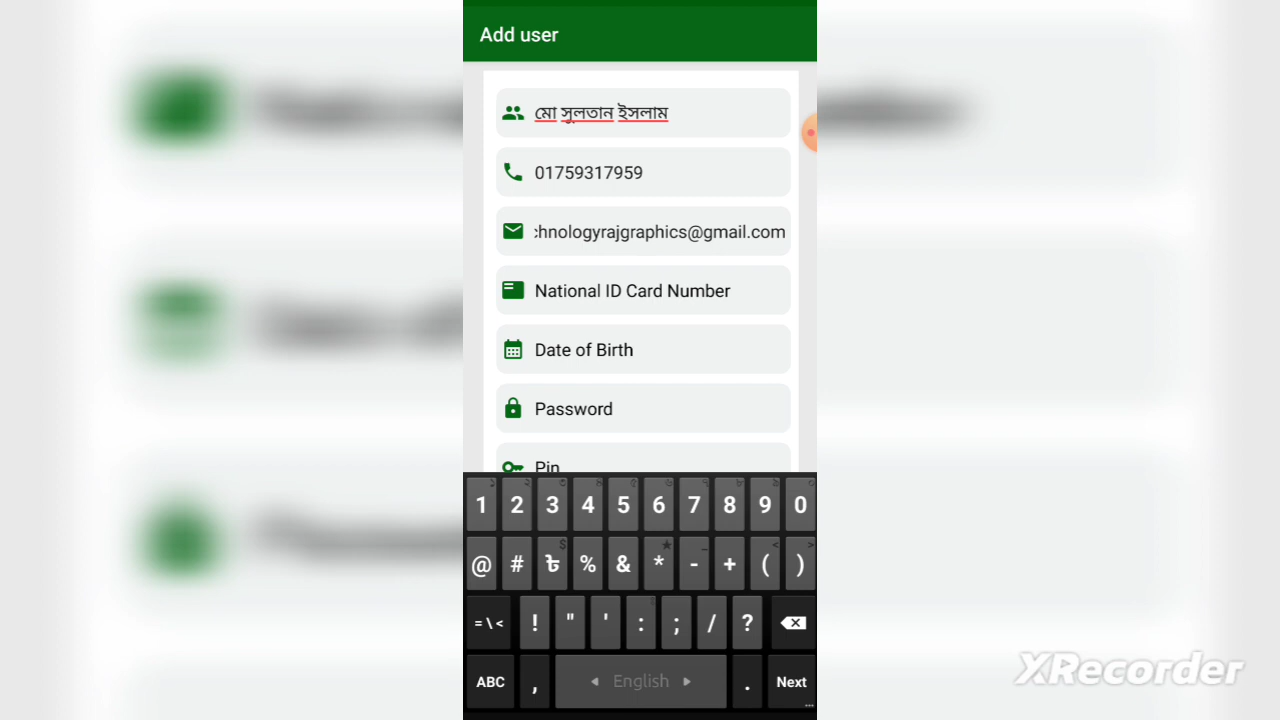 Add user
মো সুলতান ইসলাম
01759317959
chnologyrajgraphics@gmail.com
National ID Card Number
Date of Birth
Password
Pin
1 2 3 4 5 6 7 8 9 0
@ # ৳ % & * - + ( )
= \ < ! " ' : ; / ?
ABC , English . Next
XRecorder